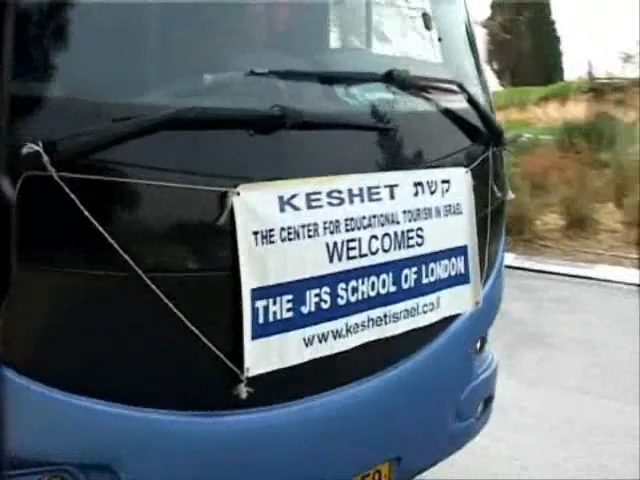 KESHET קשת
THE CENTER FOR EDUCATIONAL TOURISM IN ISRAEL
WELCOMES
THE JFS SCHOOL OF LONDON
www.keshetisrael.co.il